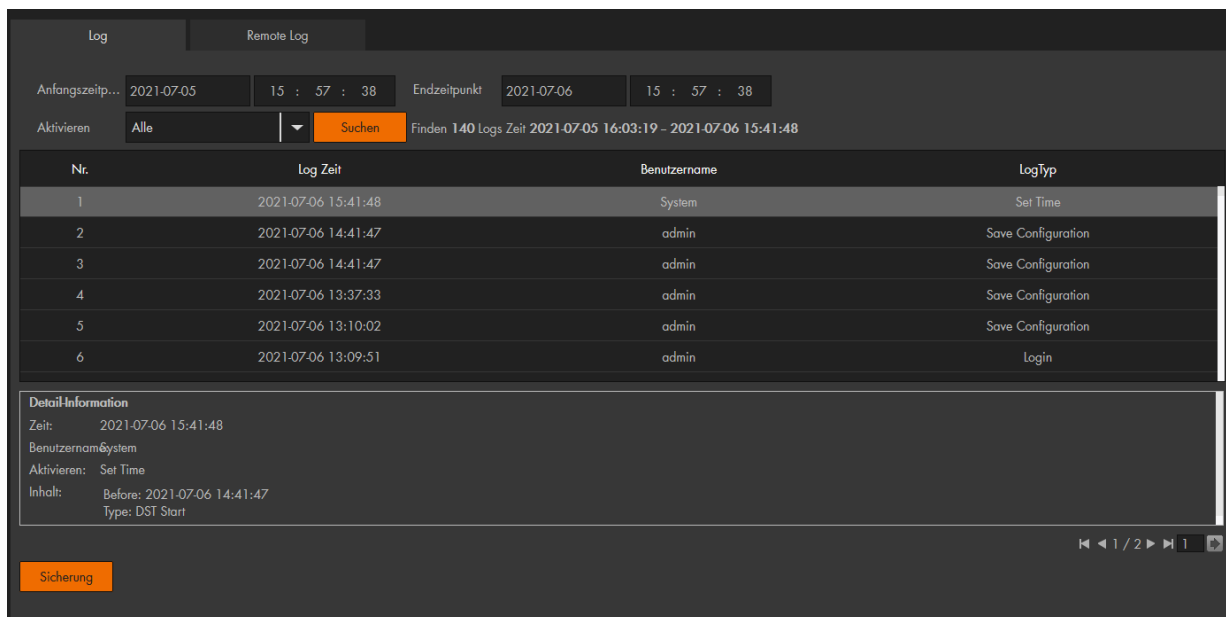 Log Remote Log
Anfangszeitp... 2021-07-05 15 : 57 : 38 Endzeitpunkt 2021-07-06 15 : 57 : 38
Aktivieren Alle Suchen Finden 140 Logs Zeit 2021-07-05 16:03:19 – 2021-07-06 15:41:48
Nr. Log Zeit Benutzername LogTyp
1 2021-07-06 15:41:48 System Set Time
2 2021-07-06 14:41:47 admin Save Configuration
3 2021-07-06 14:41:47 admin Save Configuration
4 2021-07-06 13:37:33 admin Save Configuration
5 2021-07-06 13:10:02 admin Save Configuration
6 2021-07-06 13:09:51 admin Login
Detail-Information
Zeit: 2021-07-06 15:41:48
Benutzername: System
Aktivieren: Set Time
Inhalt: Before: 2021-07-06 14:41:47
Type: DST Start
1 / 2 1
Sicherung